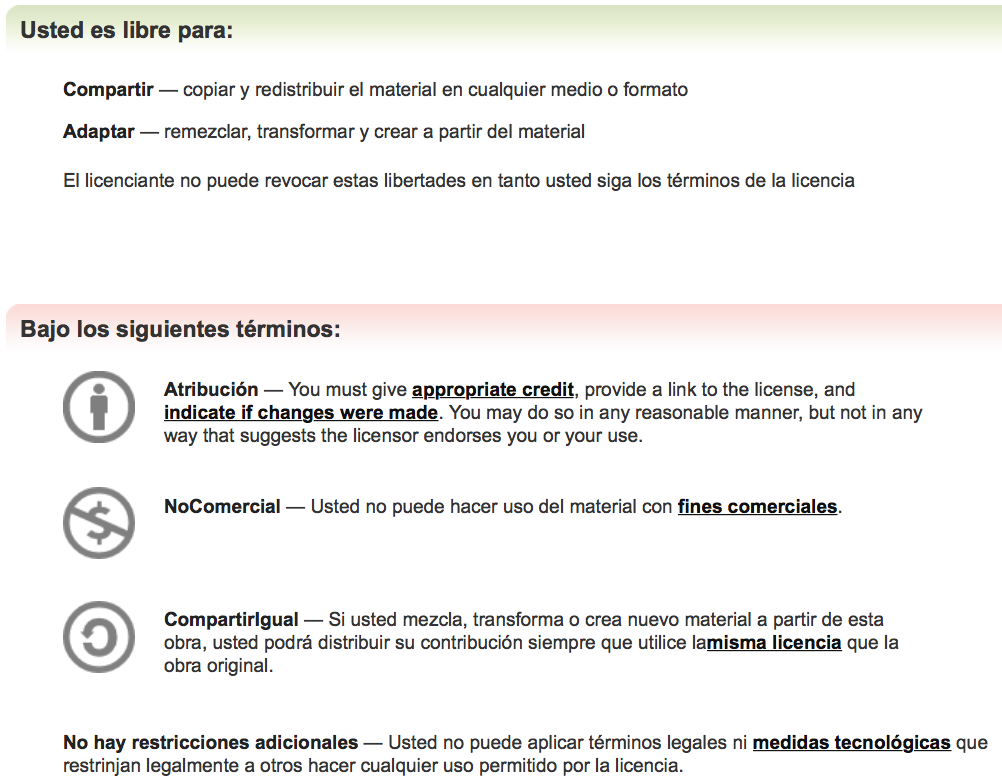 Usted es libre para:
Compartir — copiar y redistribuir el material en cualquier medio o formato
Adaptar — remezclar, transformar y crear a partir del material
El licenciante no puede revocar estas libertades en tanto usted siga los términos de la licencia
Bajo los siguientes términos:
Atribución — You must give appropriate credit, provide a link to the license, and
indicate if changes were made. You may do so in any reasonable manner, but not in any
way that suggests the licensor endorses you or your use.
$
NoComercial — Usted no puede hacer uso del material con fines comerciales.
CompartirIgual — Si usted mezcla, transforma o crea nuevo material a partir de esta
obra, usted podrá distribuir su contribución siempre que utilice lamisma licencia que la
obra original.
No hay restricciones adicionales — Usted no puede aplicar términos legales ni medidas tecnológicas que
restrinjan legalmente a otros hacer cualquier uso permitido por la licencia.